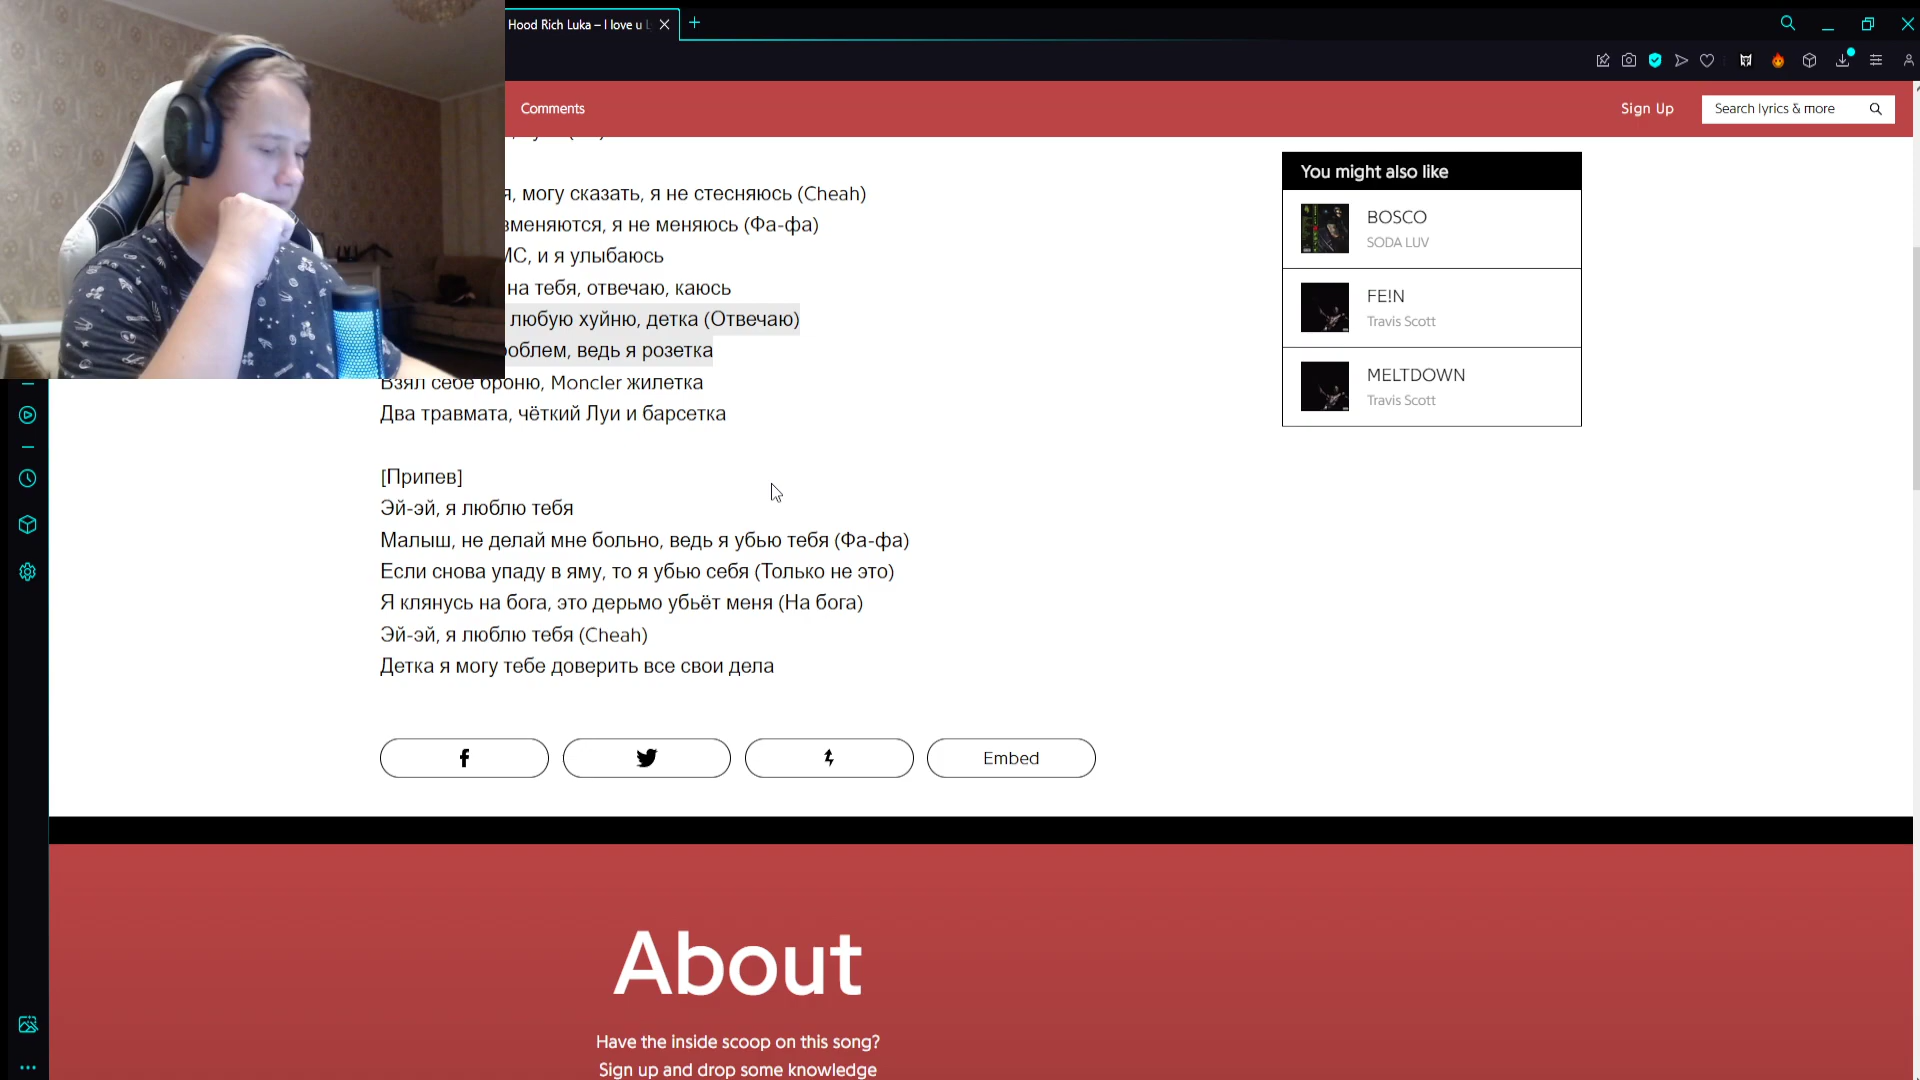 Hood Rich Luka – I love u
Comments
Sign Up
Search lyrics & more
могу сказать, я не стесняюсь (Cheah)
я не меняюсь (Фа-фа)
и я улыбаюсь
на тебя, отвечаю, каюсь
любую хуйню, детка (Отвечаю)
ведь я розетка
Взял себе броню, Moncler жилетка
Два травмата, чёткий Луи и барсетка
[Припев]
Эй-эй, я люблю тебя
Малыш, не делай мне больно, ведь я убью тебя (Фа-фа)
Если снова упаду в яму, то я убью себя (Только не это)
Я клянусь на бога, это дерьмо убьёт меня (На бога)
Эй-эй, я люблю тебя (Cheah)
Детка я могу тебе доверить все свои дела
You might also like
BOSCO
SODA LUV
FE!N
Travis Scott
MELTDOWN
Travis Scott
Embed
About
Have the inside scoop on this song?
Sign up and drop some knowledge